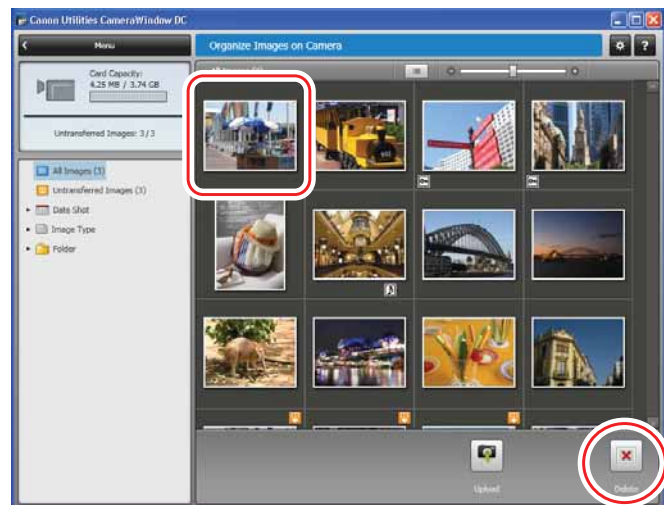 Canon Utilities CameraWindow DC
Menu
Organize Images on Camera
?
Card Capacity:
4.25 MB / 3.74 GB
Untransferred Images: 3/3
All Images (3)
Untransferred Images (3)
Date Shot
Image Type
Folder
Upload
Delete